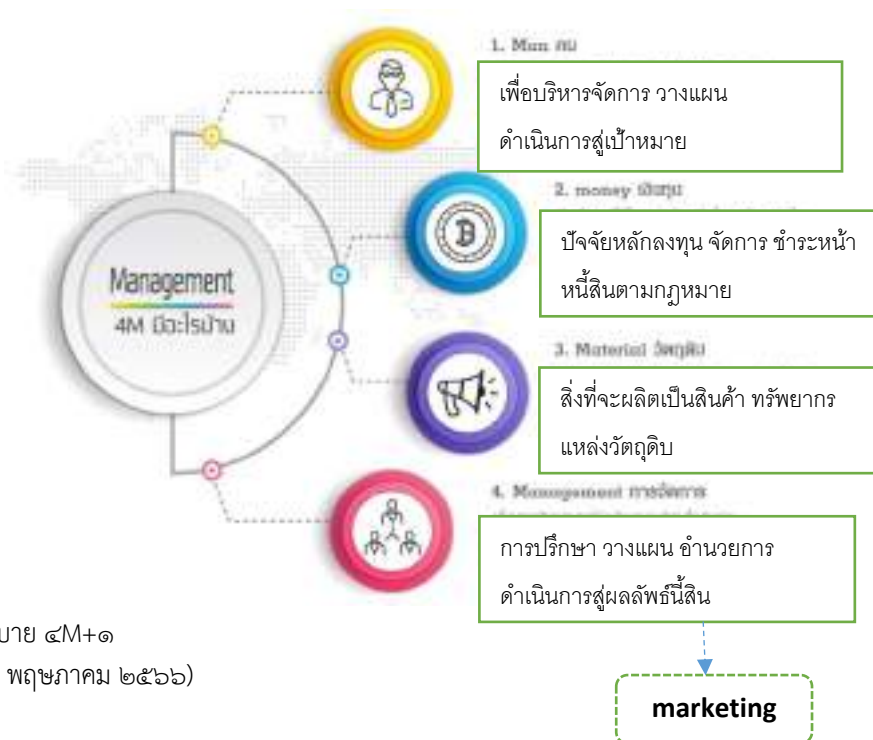 1. Man คน
เพื่อบริหารจัดการ วางแผน
ดำเนินการสู่เป้าหมาย
2. money เงินทุน
ปัจจัยหลักลงทุน จัดการ ชำระหน้า
หนี้สินตามกฎหมาย
Management
4M มีอะไรบ้าง
3. Material วัตถุดิบ
สิ่งที่จะผลิตเป็นสินค้า ทรัพยากร
แหล่งวัตถุดิบ
4. Management การจัดการ
การปรึกษา วางแผน อำนวยการ
ดำเนินการสู่ผลลัพธ์นี้สิน
บาย ๔M+๑
พฤษภาคม ๒๕๖๖)
marketing